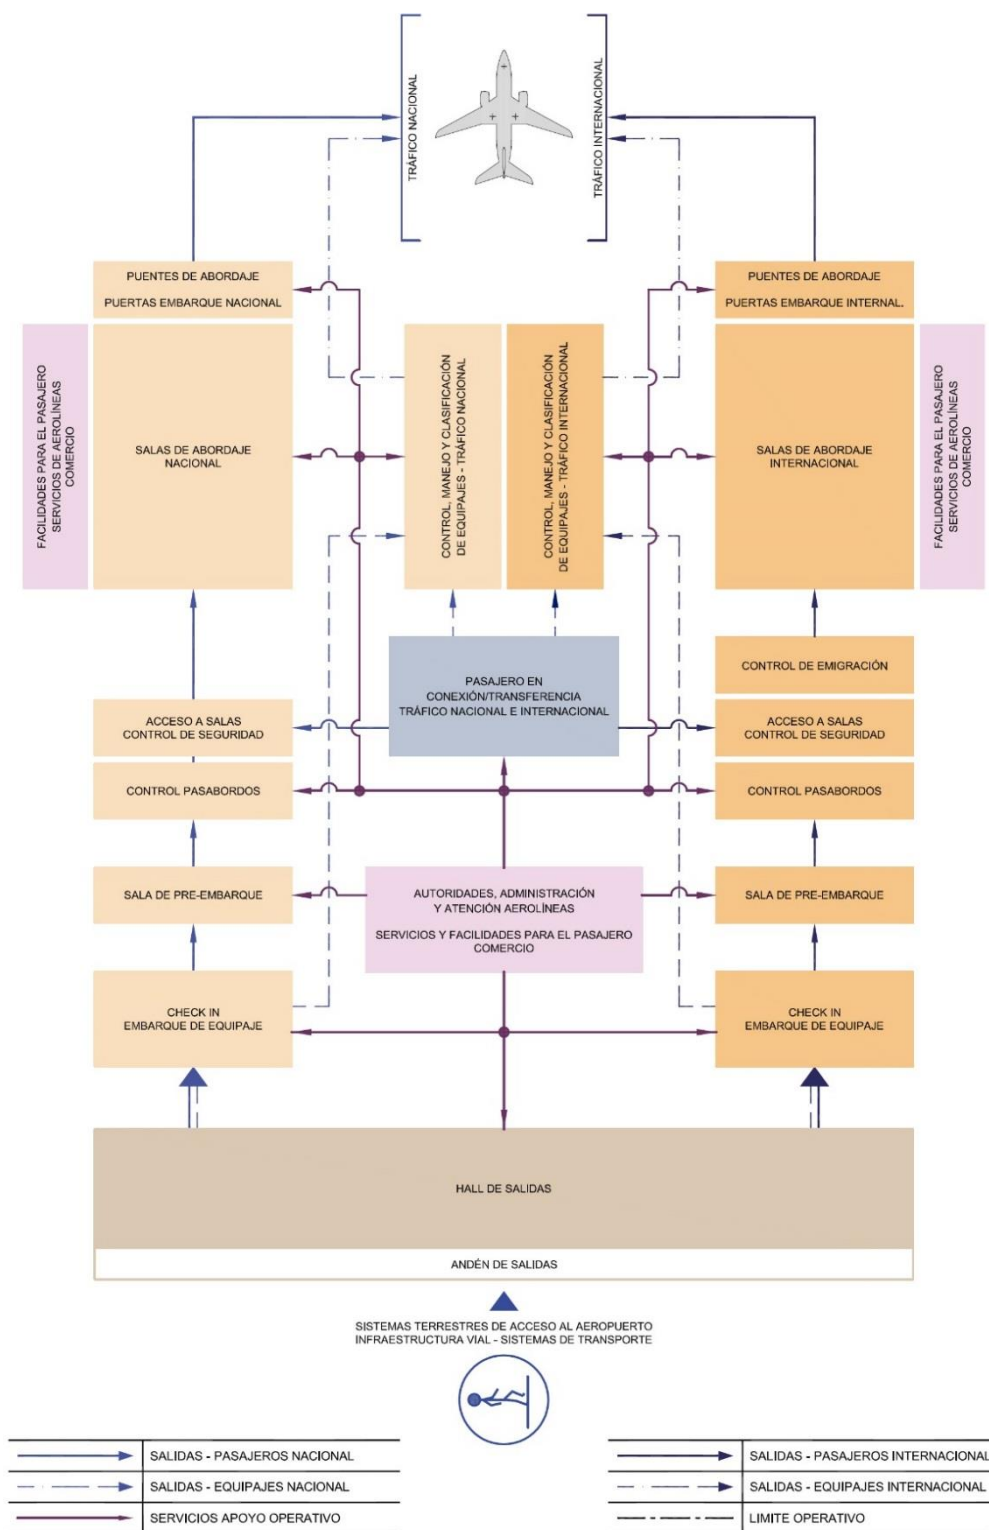 TRÁFICO NACIONAL
TRÁFICO INTERNACIONAL
PUENTES DE ABORDAJE
PUERTAS EMBARQUE NACIONAL
PUENTES DE ABORDAJE
PUERTAS EMBARQUE INTERNAL.
FACILIDADES PARA EL PASAJERO
SERVICIOS DE AEROLÍNEAS
COMERCIO
SALAS DE ABORDAJE
NACIONAL
CONTROL, MANEJO Y CLASIFICACIÓN
DE EQUIPAJES - TRÁFICO NACIONAL
CONTROL, MANEJO Y CLASIFICACIÓN
DE EQUIPAJES - TRÁFICO INTERNACIONAL
SALAS DE ABORDAJE
INTERNACIONAL
FACILIDADES PARA EL PASAJERO
SERVICIOS DE AEROLÍNEAS
COMERCIO
PASAJERO EN
CONEXIÓN/TRANSFERENCIA
TRÁFICO NACIONAL E INTERNACIONAL
CONTROL DE EMIGRACIÓN
ACCESO A SALAS
CONTROL DE SEGURIDAD
ACCESO A SALAS
CONTROL DE SEGURIDAD
CONTROL PASABORDOS
CONTROL PASABORDOS
SALA DE PRE-EMBARQUE
AUTORIDADES, ADMINISTRACIÓN
Y ATENCIÓN AEROLÍNEAS
SERVICIOS Y FACILIDADES PARA EL PASAJERO
COMERCIO
SALA DE PRE-EMBARQUE
CHECK IN
EMBARQUE DE EQUIPAJE
CHECK IN
EMBARQUE DE EQUIPAJE
HALL DE SALIDAS
ANDÉN DE SALIDAS
SISTEMAS TERRESTRES DE ACCESO AL AEROPUERTO
INFRAESTRUCTURA VIAL - SISTEMAS DE TRANSPORTE
SALIDAS - PASAJEROS NACIONAL
SALIDAS - EQUIPAJES NACIONAL
SERVICIOS APOYO OPERATIVO
SALIDAS - PASAJEROS INTERNACIONAL
SALIDAS - EQUIPAJES INTERNACIONAL
LIMITE OPERATIVO